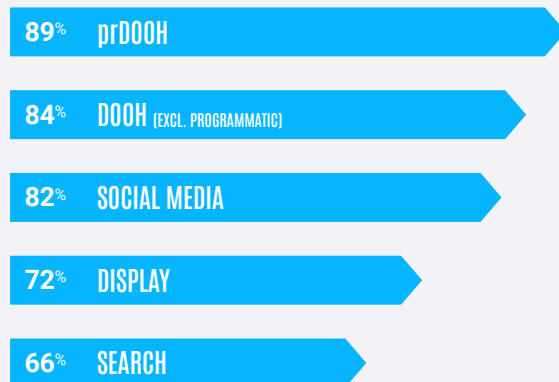 89% prDOOH
84% DOOH (EXCL. PROGRAMMATIC)
82% SOCIAL MEDIA
72% DISPLAY
66% SEARCH